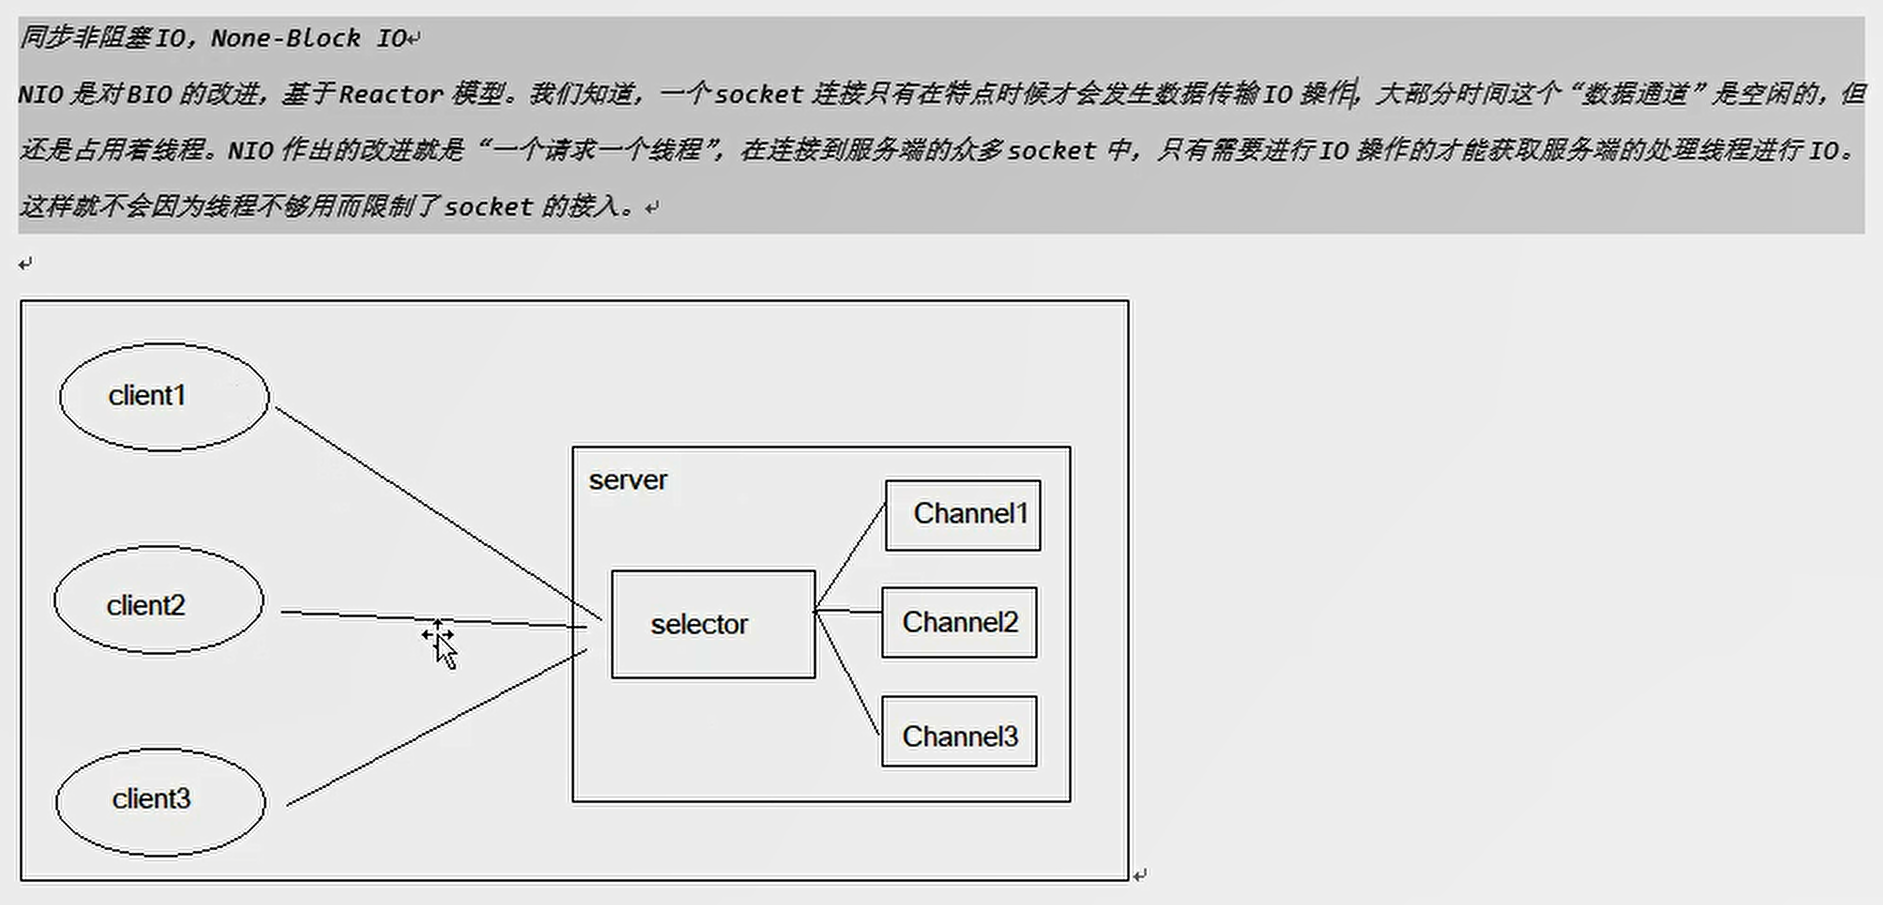 同步非阻塞IO，None-Block IO
NIO 是对BIO 的改进，基于Reactor 模型。我们知道，一个socket 连接只有在特点时候才会发生数据传输IO 操作，大部分时间这个“数据通道”是空闲的，但
还是占用着线程。NIO 作出的改进就是“一个请求一个线程”，在连接到服务端的众多socket 中，只有需要进行IO 操作的才能获取服务端的处理线程进行 IO。
这样就不会因为线程不够用而限制了socket 的接入。
client1
server
Channel1
client2
selector
Channel2
Channel3
client3